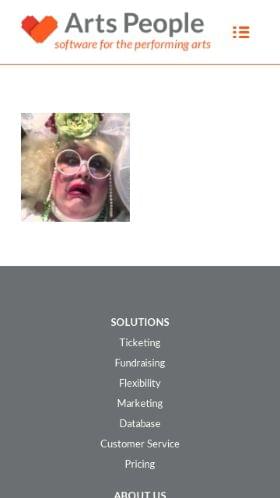 Arts People
software for the performing arts
SOLUTIONS
Ticketing
Fundraising
Flexibility
Marketing
Database
Customer Service
Pricing
ABOUT US